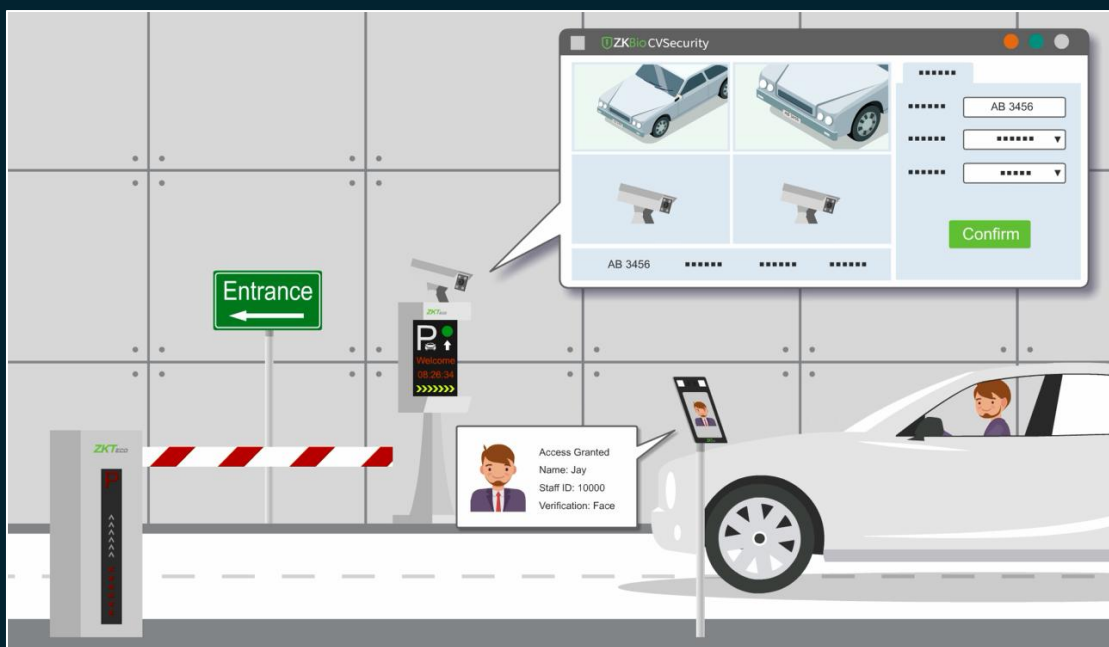 ZKBio CVSecurity
AB 3456
Confirm
AB 3456
Entrance
ZKTeco
P
Welcome
08:26:34
Access Granted
Name: Jay
Staff ID: 10000
Verification: Face
ZKTECO
P